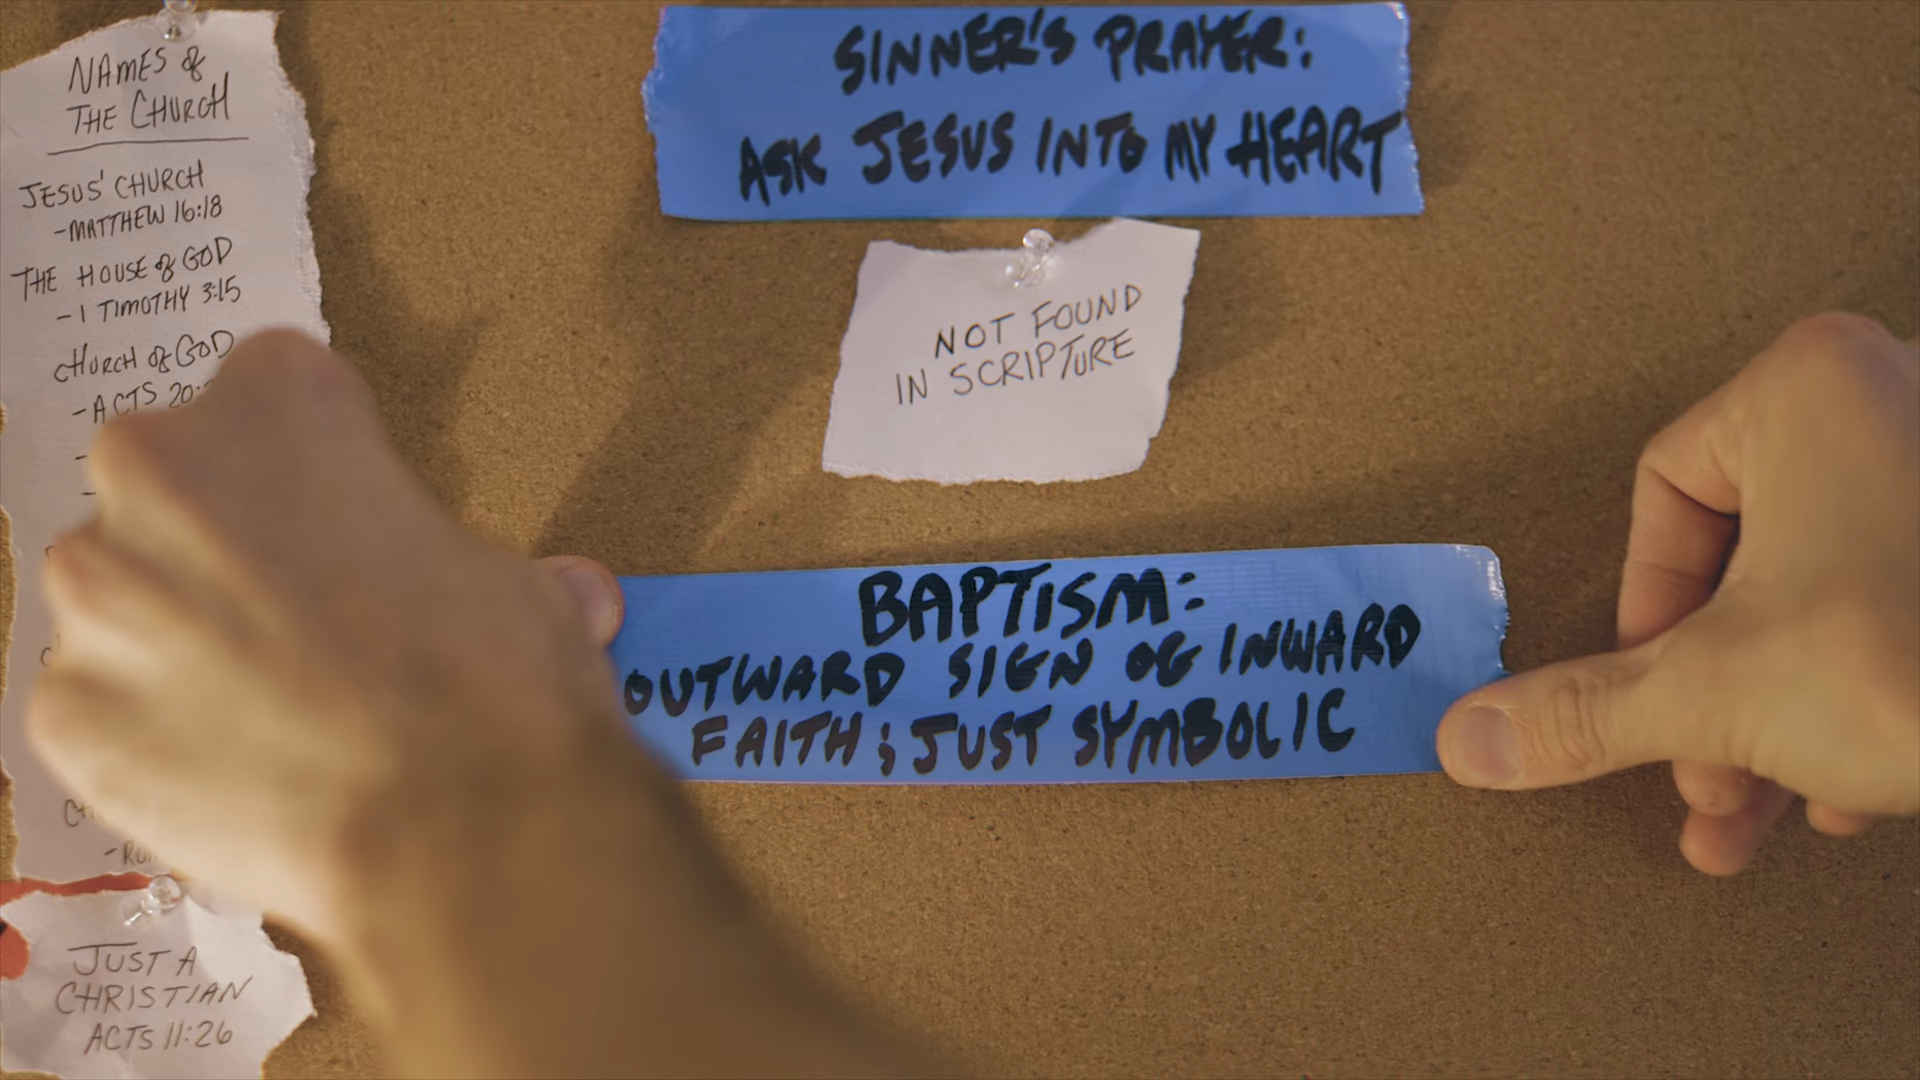 NAMES of
THE CHURCH
JESUS' CHURCH
-MATTHEW 16:18
THE HOUSE of GOD
-1 TIMOTHY 3:15
CHURCH of GOD
-ACTS
JUST A
CHRISTIAN
ACTS 11:26
SINNER'S PRAYER:
ASK JESUS INTO MY HEART
NOT FOUND
IN SCRIPTURE
BAPTISM:
OUTWARD SIGN OF INWARD
FAITH; JUST SYMBOLIC